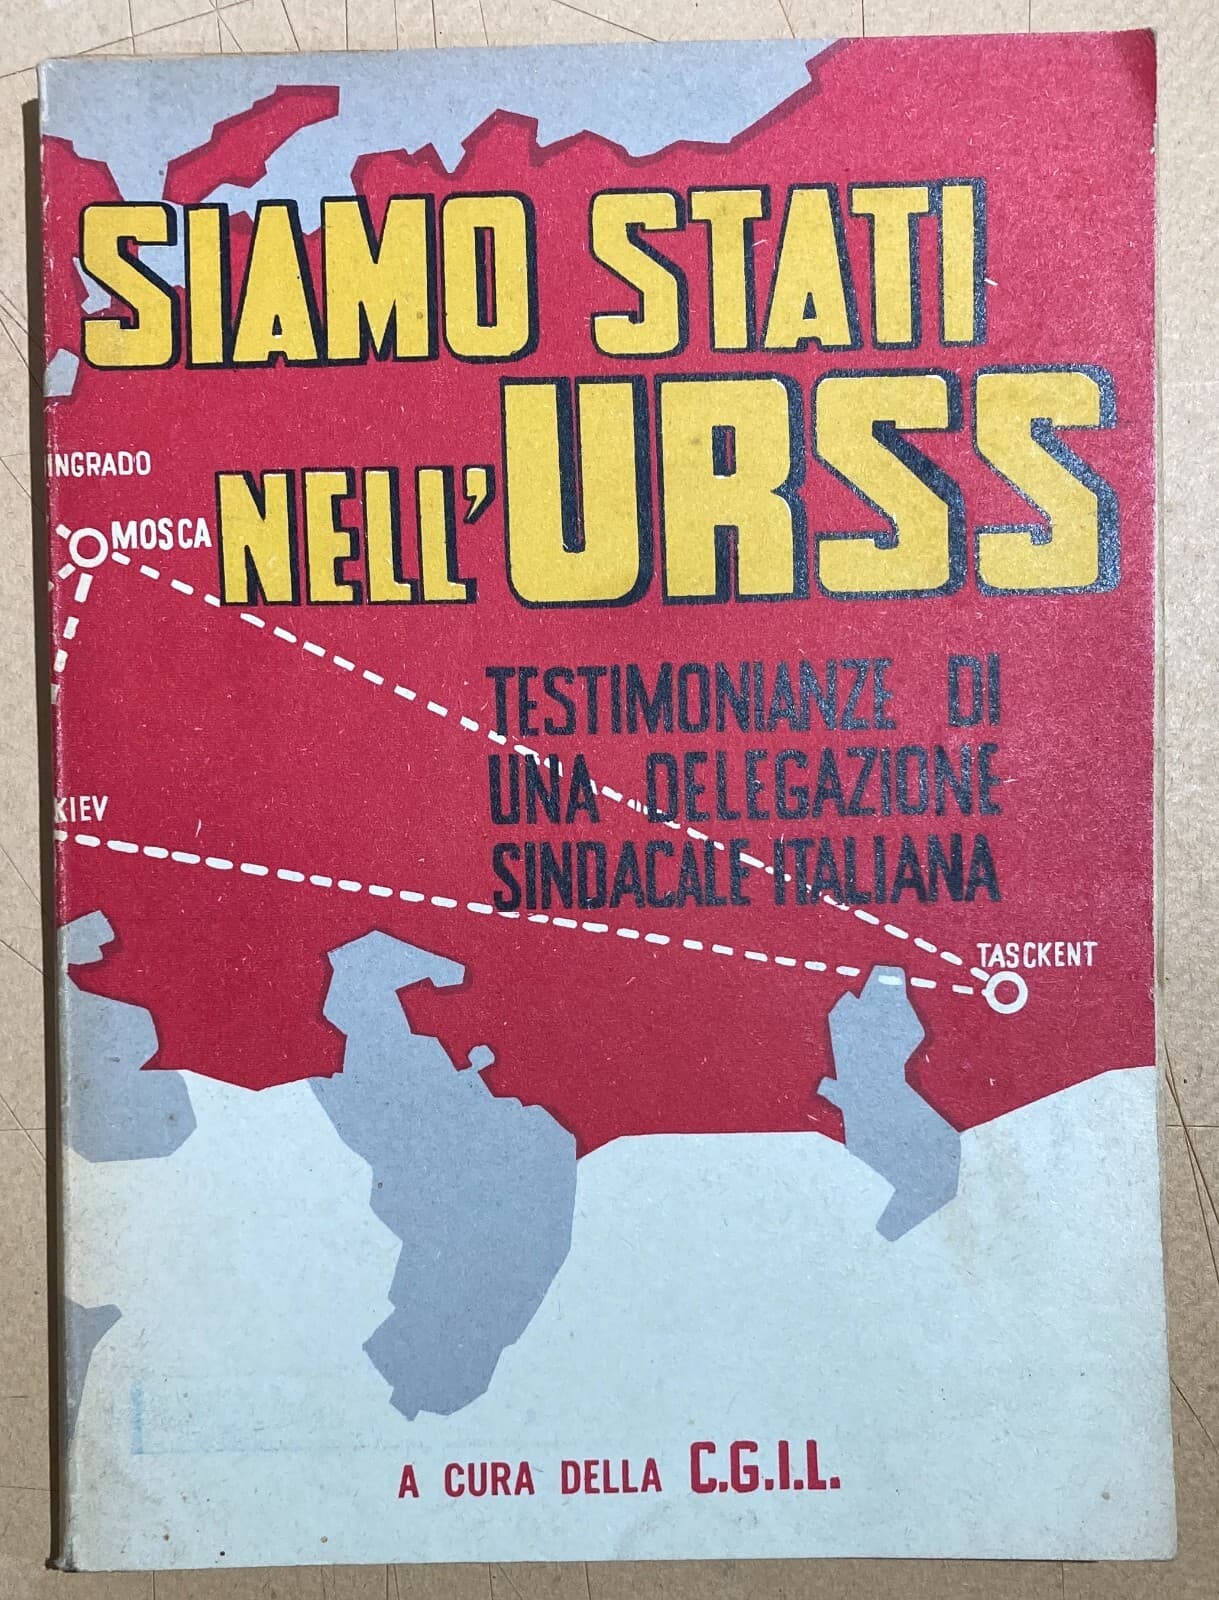 SIAMO STATI
NELL'URSS
INGRADO
MOSCA
TESTIMONIANZE DI
UNA DELEGAZIONE
SINDACALE ITALIANA
KIEV
TASCKENT
A CURA DELLA C.G.I.L.